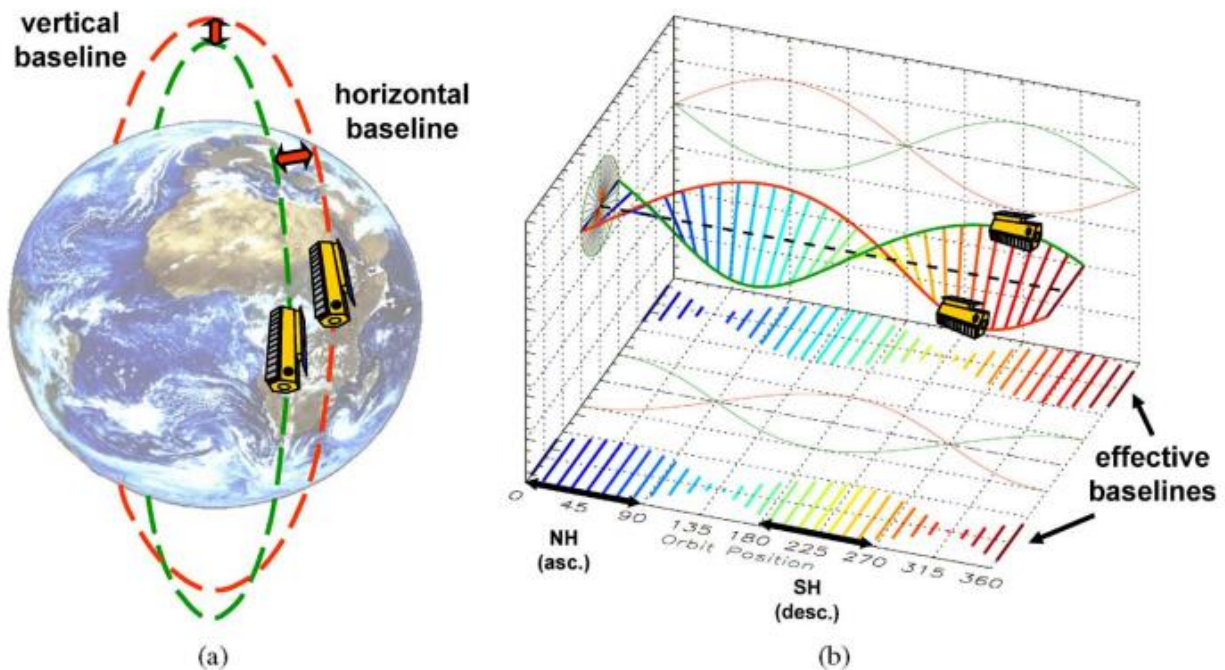 vertical
baseline
horizontal
baseline
effective
baselines
0 45 90 135 180 225 270 315 360
Orbit Position
NH
(asc.)
SH
(desc.)
(a)
(b)